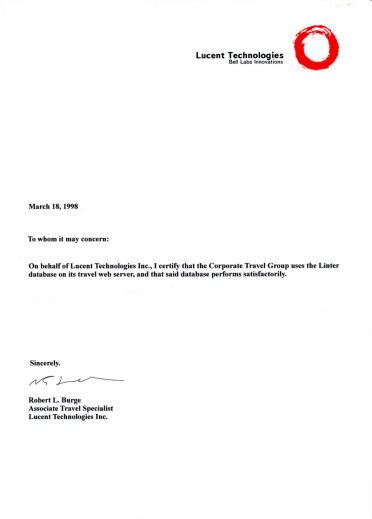 Lucent Technologies
Bell Labs Innovations
March 18, 1998
To whom it may concern:
On behalf of Lucent Technologies Inc., I certify that the Corporate Travel Group uses the Linter
database on its travel web server, and that said database performs satisfactorily.
Sincerely.
Robert L. Burge
Associate Travel Specialist
Lucent Technologies Inc.